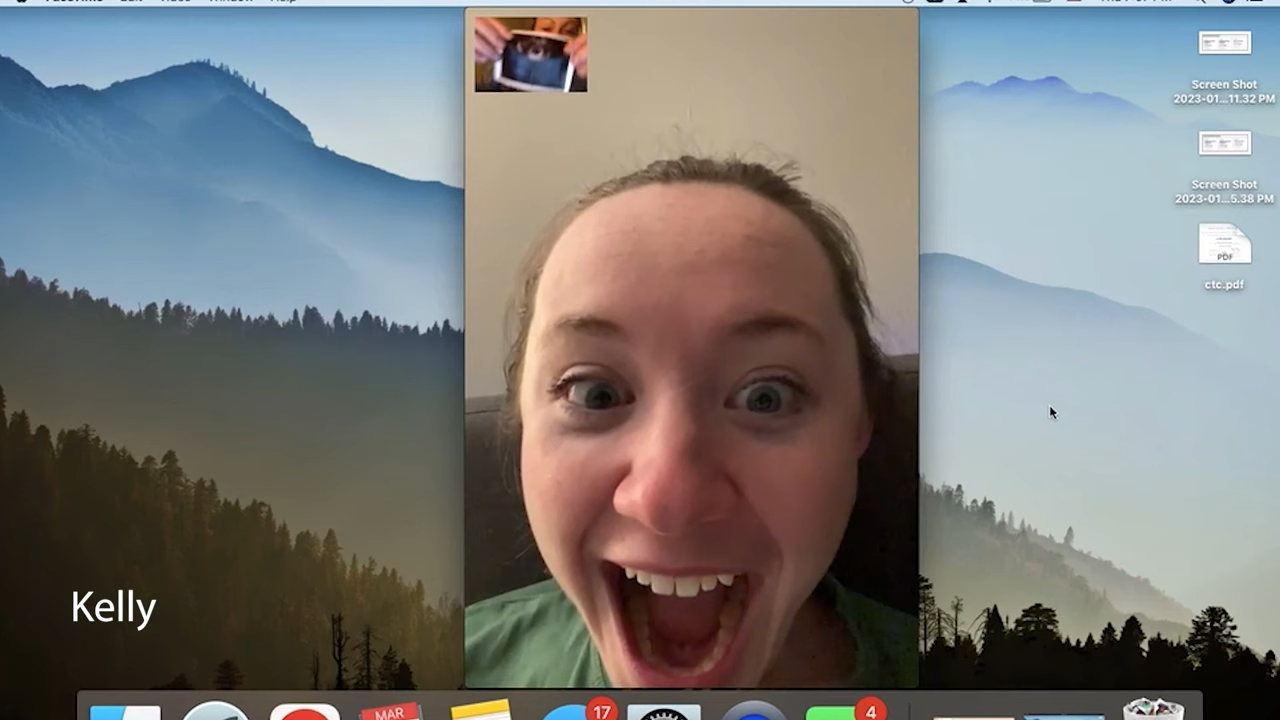 Screen Shot
2023-01...11.32 PM
Screen Shot
2023-01...5.38 PM
PDF
ctc.pdf
Kelly
MAR
17
4